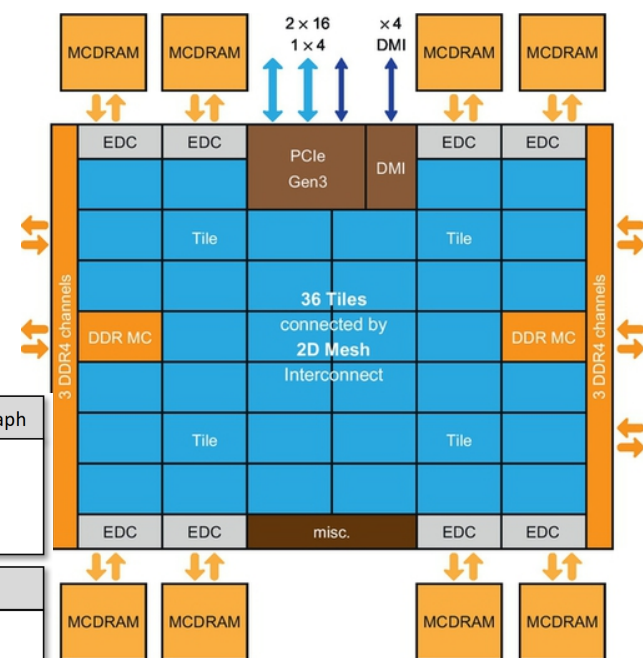 2 × 16
1 × 4
× 4
DMI
MCDRAM
MCDRAM
MCDRAM
MCDRAM
EDC
EDC
PCIe
Gen3
DMI
EDC
EDC
Tile
Tile
3 DDR4 channels
DDR MC
36 Tiles
connected by
2D Mesh
Interconnect
DDR MC
3 DDR4 channels
Tile
Tile
EDC
EDC
misc.
EDC
EDC
MCDRAM
MCDRAM
MCDRAM
MCDRAM